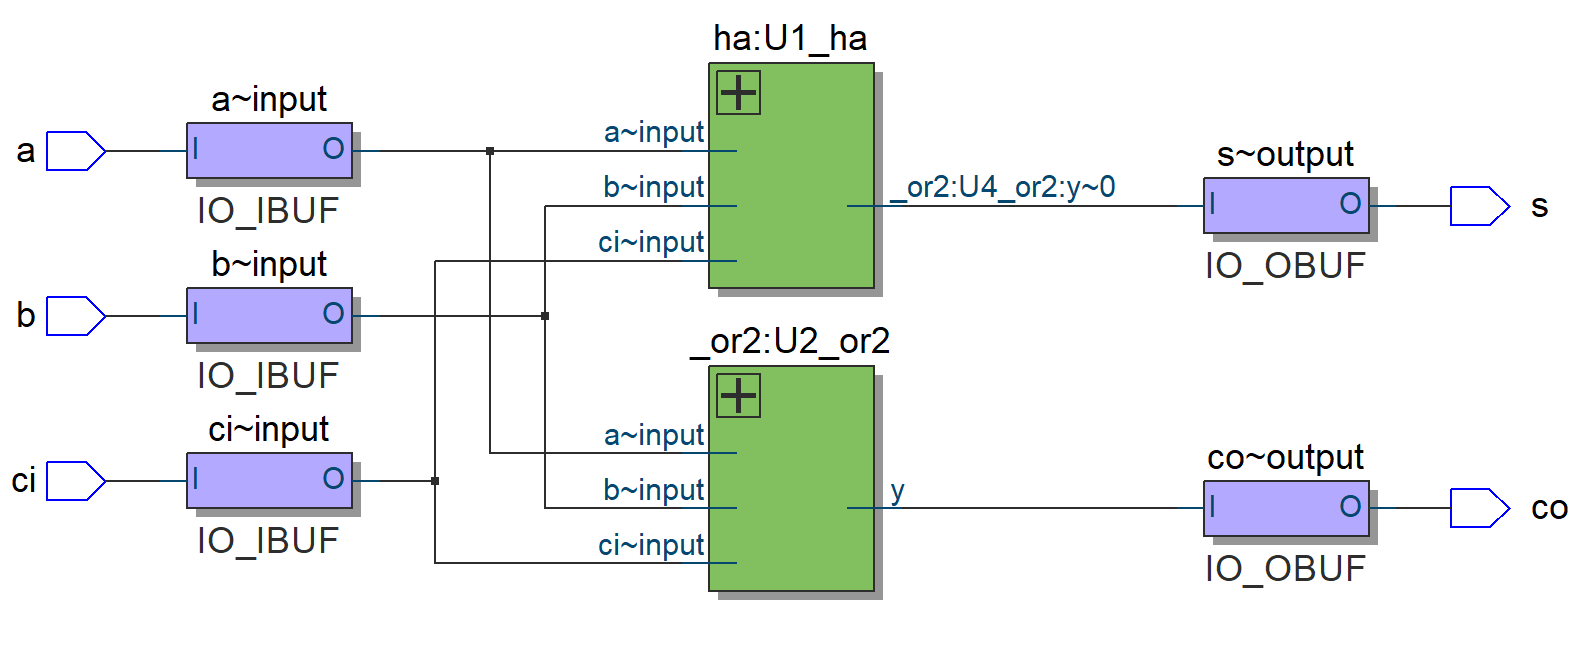 a
a~input
I
O
IO_IBUF
b
b~input
I
O
IO_IBUF
ci
ci~input
I
O
IO_IBUF
ha:U1_ha
a~input
b~input
ci~input
_or2:U4_or2:y~0
_or2:U2_or2
a~input
b~input
ci~input
y
s~output
I
O
IO_OBUF
s
co~output
I
O
IO_OBUF
co